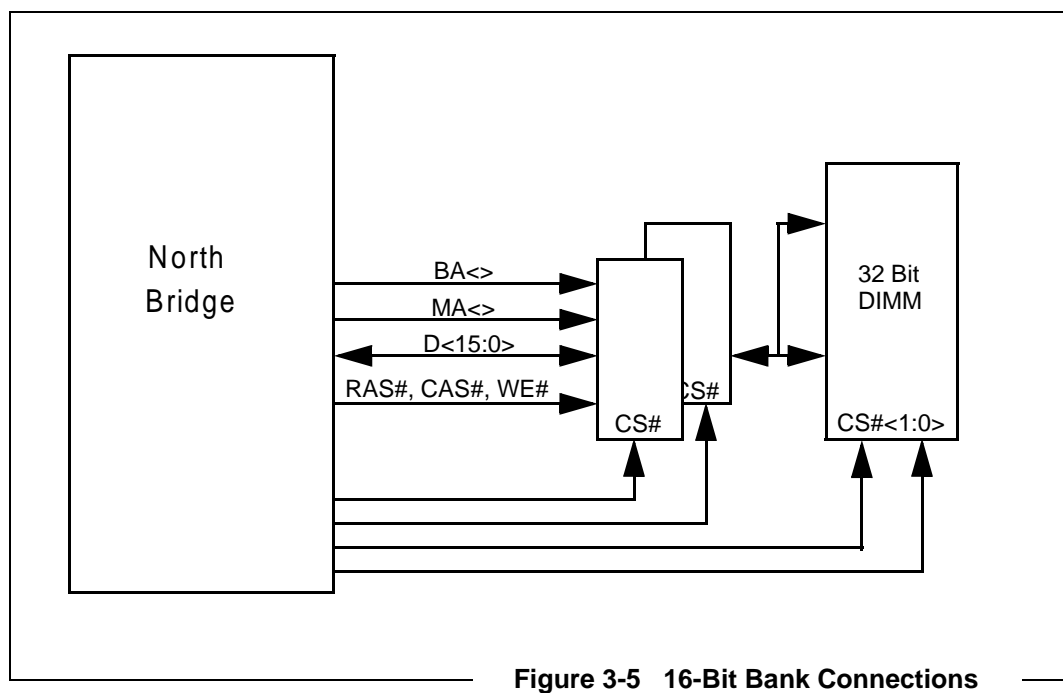 North
Bridge
BA<>
MA<>
D<15:0>
RAS#, CAS#, WE#
CS#
CS#
32 Bit
DIMM
CS#<1:0>
Figure 3-5 16-Bit Bank Connections